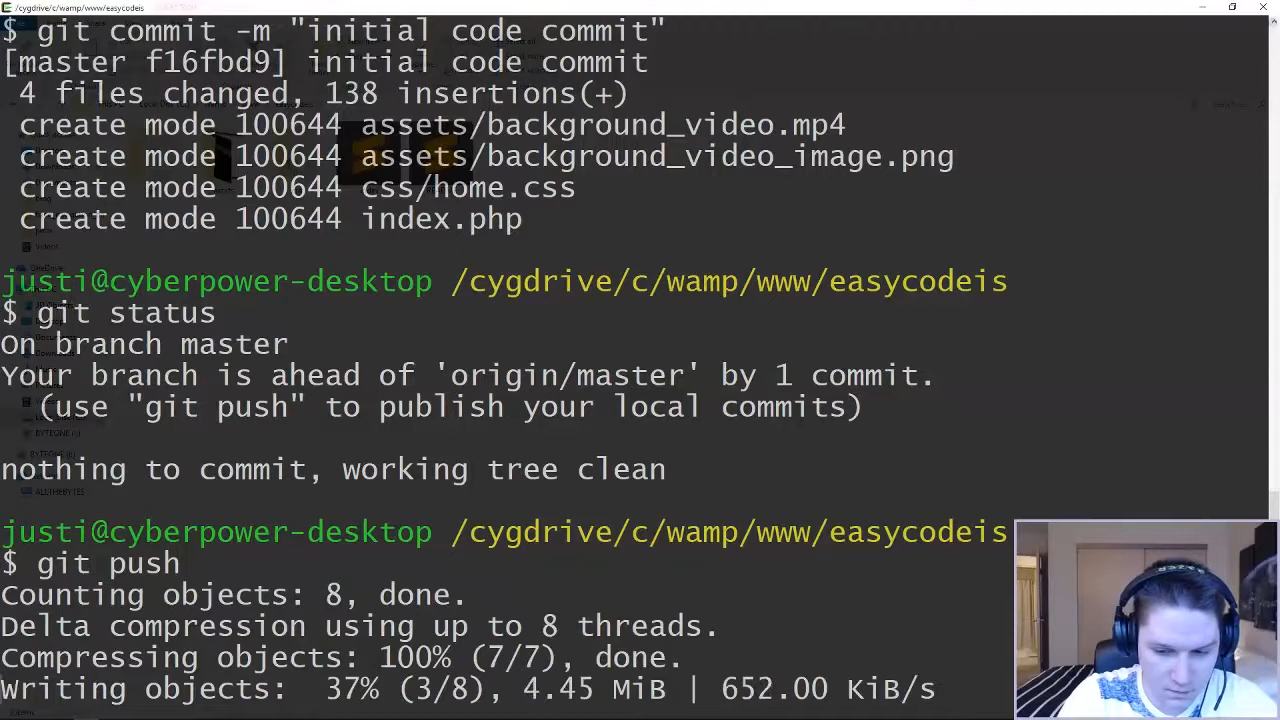 /cygdrive/c/wamp/www/easycodeis
$ git commit -m "initial code commit"
[master f16fbd9] initial code commit
4 files changed, 138 insertions(+)
create mode 100644 assets/background_video.mp4
create mode 100644 assets/background_video_image.png
create mode 100644 css/home.css
create mode 100644 index.php
justi@cyberpower-desktop /cygdrive/c/wamp/www/easycodeis
$ git status
On branch master
Your branch is ahead of 'origin/master' by 1 commit.
(use "git push" to publish your local commits)
nothing to commit, working tree clean
ALLTHEBYTES
justi@cyberpower-desktop /cygdrive/c/wamp/www/easycodeis
$ git push
Counting objects: 8, done.
Delta compression using up to 8 threads.
Compressing objects: 100% (7/7), done.
Writing objects:  37% (3/8), 4.45 MiB | 652.00 KiB/s